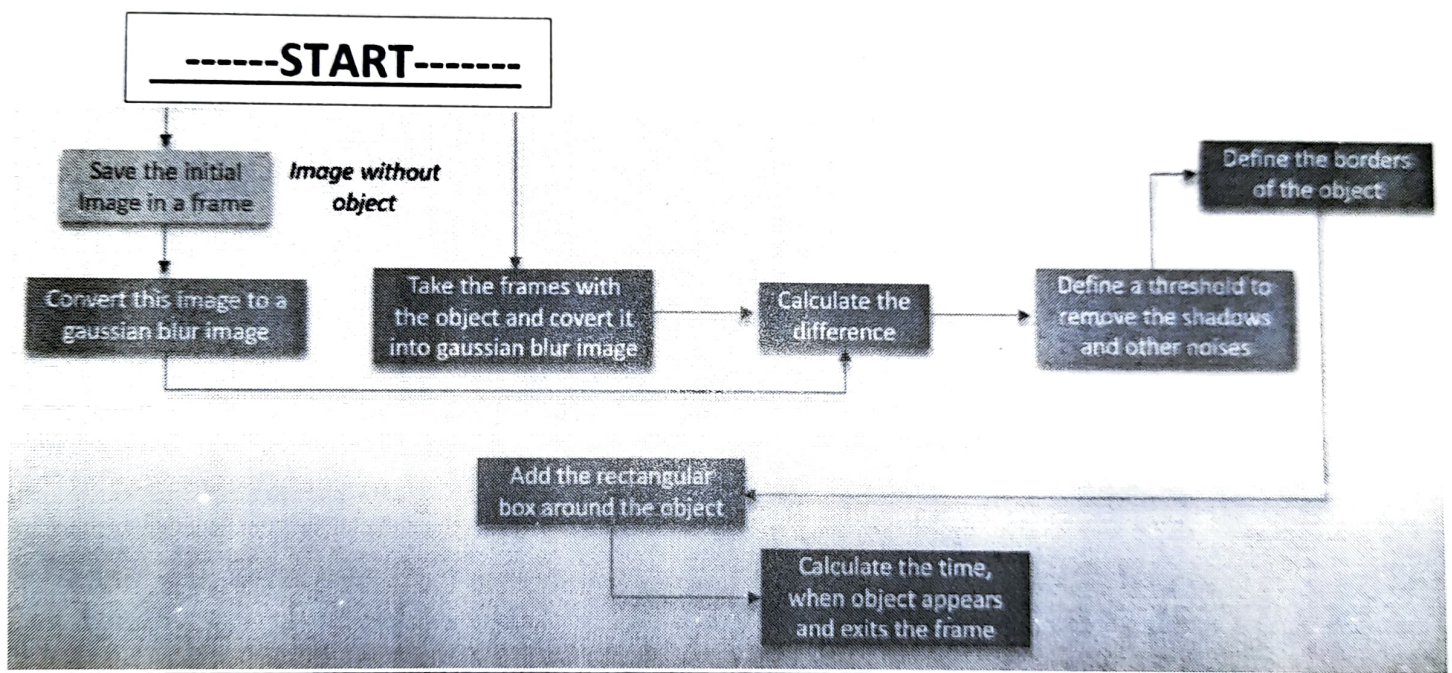 ------START-------
Save the initial
Image in a frame
Image without
object
Convert this image to a
gaussian blur image
Take the frames with
the object and covert it
into gaussian blur image
Calculate the
difference
Define a threshold to
remove the shadows
and other noises
Define the borders
of the object
Add the rectangular
box around the object
Calculate the time,
when object appears
and exits the frame